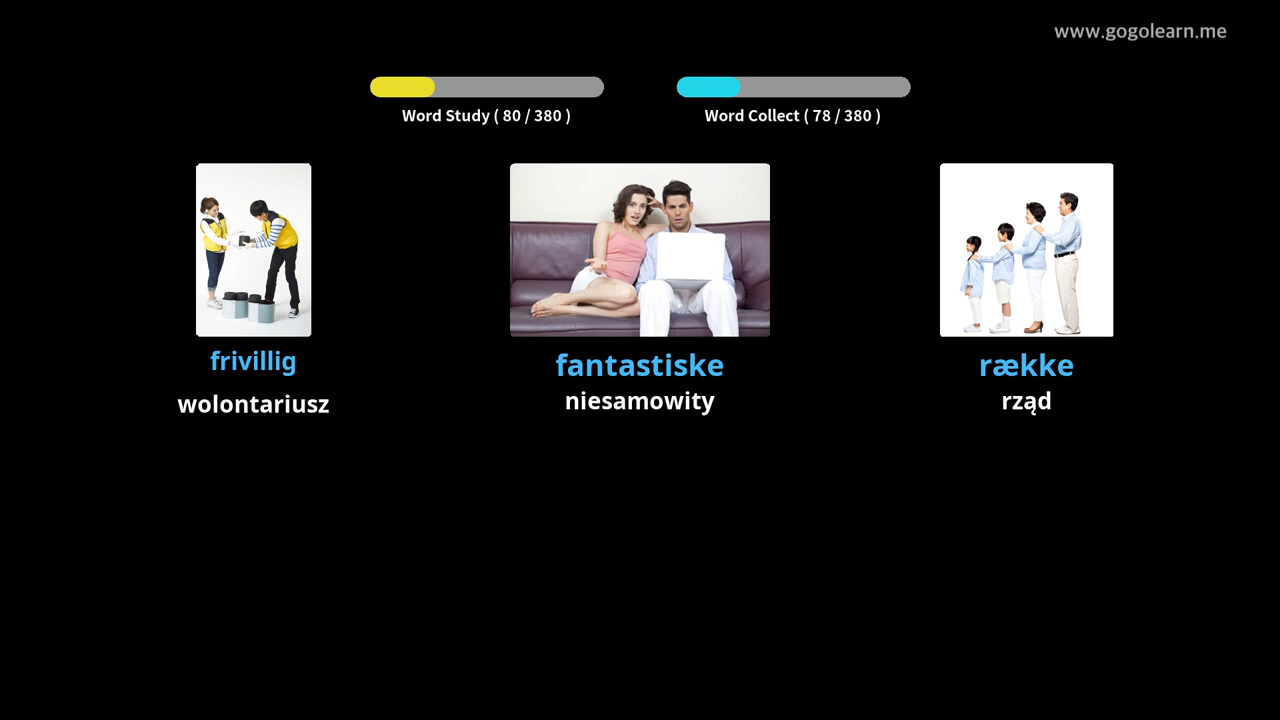 www.gogolearn.me
Word Study ( 80 / 380 )
Word Collect ( 78 / 380 )
frivillig
wolontariusz
fantastiske
niesamowity
række
rząd